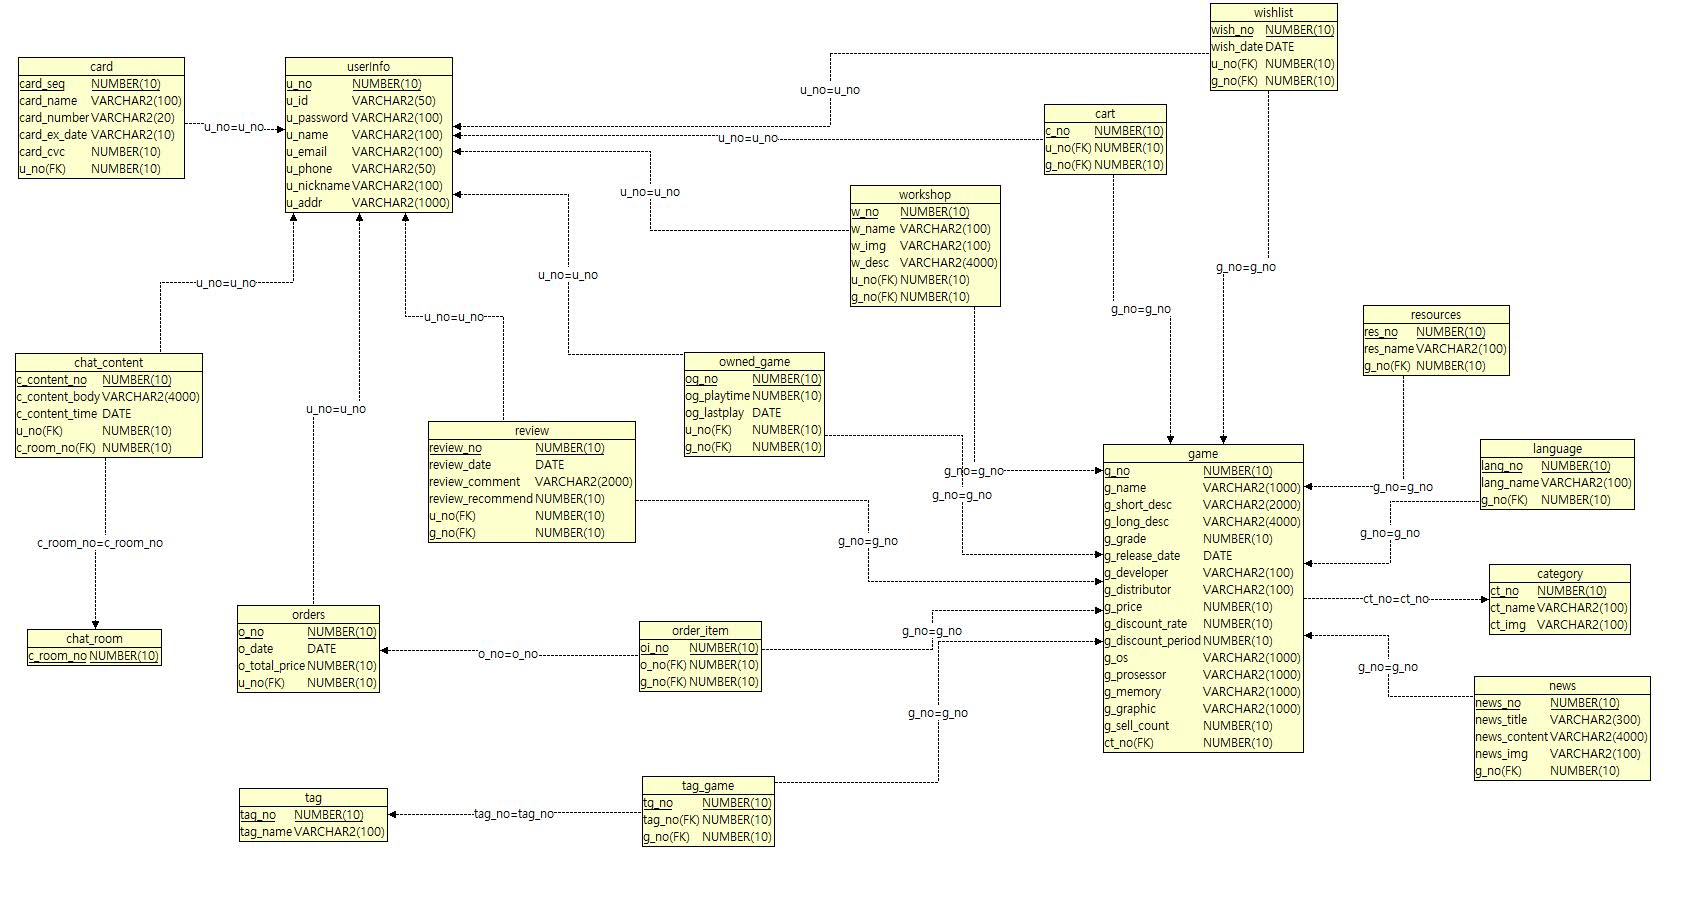 wishlist
wish_no NUMBER(10)
wish_date DATE
u_no(FK) NUMBER(10)
g_no(FK) NUMBER(10)
card
card_seq NUMBER(10)
card_name VARCHAR2(100)
card_number VARCHAR2(20)
card_ex_date VARCHAR2(10)
card_cvc NUMBER(10)
u_no(FK) NUMBER(10)
u_no=u_no
userInfo
u_no NUMBER(10)
u_id VARCHAR2(50)
u_password VARCHAR2(100)
u_name VARCHAR2(100)
u_email VARCHAR2(100)
u_phone VARCHAR2(50)
u_nickname VARCHAR2(100)
u_addr VARCHAR2(1000)
u_no=u_no
u_no=u_no
cart
c_no NUMBER(10)
u_no(FK) NUMBER(10)
g_no(FK) NUMBER(10)
u_no=u_no
workshop
w_no NUMBER(10)
w_name VARCHAR2(100)
w_img VARCHAR2(100)
w_desc VARCHAR2(4000)
u_no(FK) NUMBER(10)
g_no(FK) NUMBER(10)
g_no=g_no
u_no=u_no
u_no=u_no
g_no=g_no
u_no=u_no
resources
res_no NUMBER(10)
res_name VARCHAR2(100)
g_no(FK) NUMBER(10)
chat_content
c_content_no NUMBER(10)
c_content_body VARCHAR2(4000)
c_content_time DATE
u_no(FK) NUMBER(10)
c_room_no(FK) NUMBER(10)
u_no=u_no
owned_game
og_no NUMBER(10)
og_playtime NUMBER(10)
og_lastplay DATE
u_no(FK) NUMBER(10)
g_no(FK) NUMBER(10)
review
review_no NUMBER(10)
review_date DATE
review_comment VARCHAR2(2000)
review_recommend NUMBER(10)
u_no(FK) NUMBER(10)
g_no(FK) NUMBER(10)
g_no=g_no
g_no=g_no
g_no=g_no
game
g_no NUMBER(10)
g_name VARCHAR2(1000)
g_short_desc VARCHAR2(2000)
g_long_desc VARCHAR2(4000)
g_grade NUMBER(10)
g_release_date DATE
g_developer VARCHAR2(100)
g_distributor VARCHAR2(100)
g_price NUMBER(10)
g_discount_rate NUMBER(10)
g_discount_period NUMBER(10)
g_os VARCHAR2(1000)
g_prosessor VARCHAR2(1000)
g_memory VARCHAR2(1000)
g_graphic VARCHAR2(1000)
g_sell_count NUMBER(10)
ct_no(FK) NUMBER(10)
g_no=g_no
language
lang_no NUMBER(10)
lang_name VARCHAR2(100)
g_no(FK) NUMBER(10)
g_no=g_no
category
ct_no NUMBER(10)
ct_name VARCHAR2(100)
ct_img VARCHAR2(100)
ct_no=ct_no
c_room_no=c_room_no
chat_room
c_room_no NUMBER(10)
orders
o_no NUMBER(10)
o_date DATE
o_total_price NUMBER(10)
u_no(FK) NUMBER(10)
o_no=o_no
order_item
oi_no NUMBER(10)
o_no(FK) NUMBER(10)
g_no(FK) NUMBER(10)
g_no=g_no
g_no=g_no
g_no=g_no
news
news_no NUMBER(10)
news_title VARCHAR2(300)
news_content VARCHAR2(4000)
news_img VARCHAR2(100)
g_no(FK) NUMBER(10)
tag
tag_no NUMBER(10)
tag_name VARCHAR2(100)
tag_no=tag_no
tag_game
tg_no NUMBER(10)
tag_no(FK) NUMBER(10)
g_no(FK) NUMBER(10)